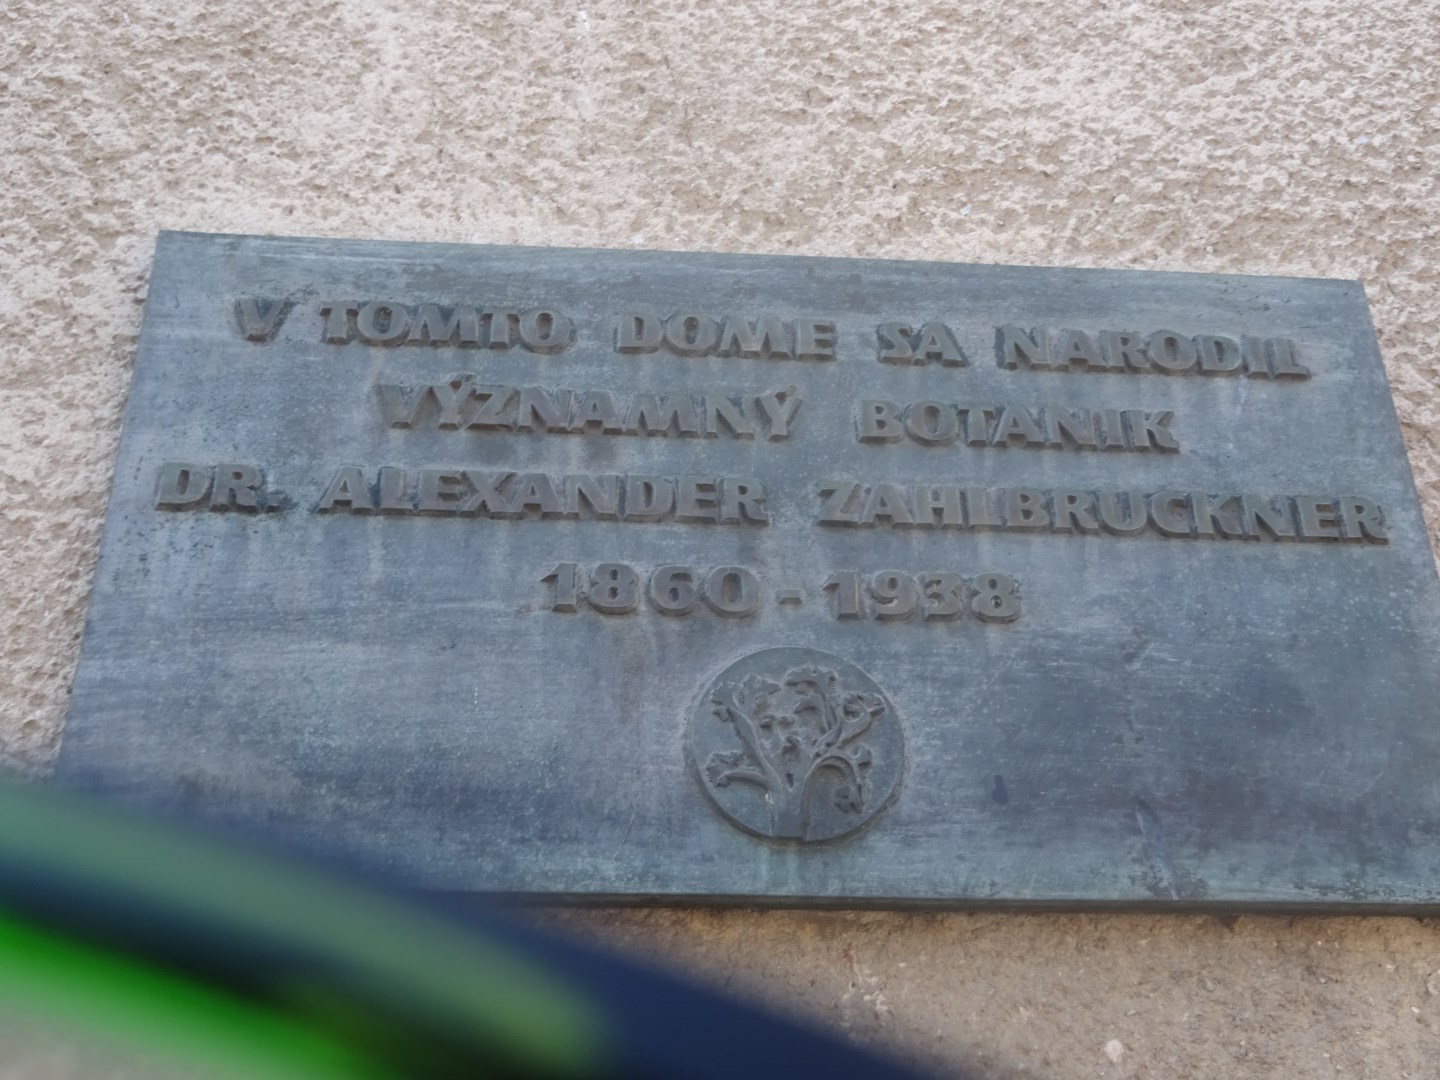 V TOMTO DOME SA NARODIL
VÝZNAMNÝ BOTANIK
DR. ALEXANDER ZAHLBRUCKNER
1860 - 1938